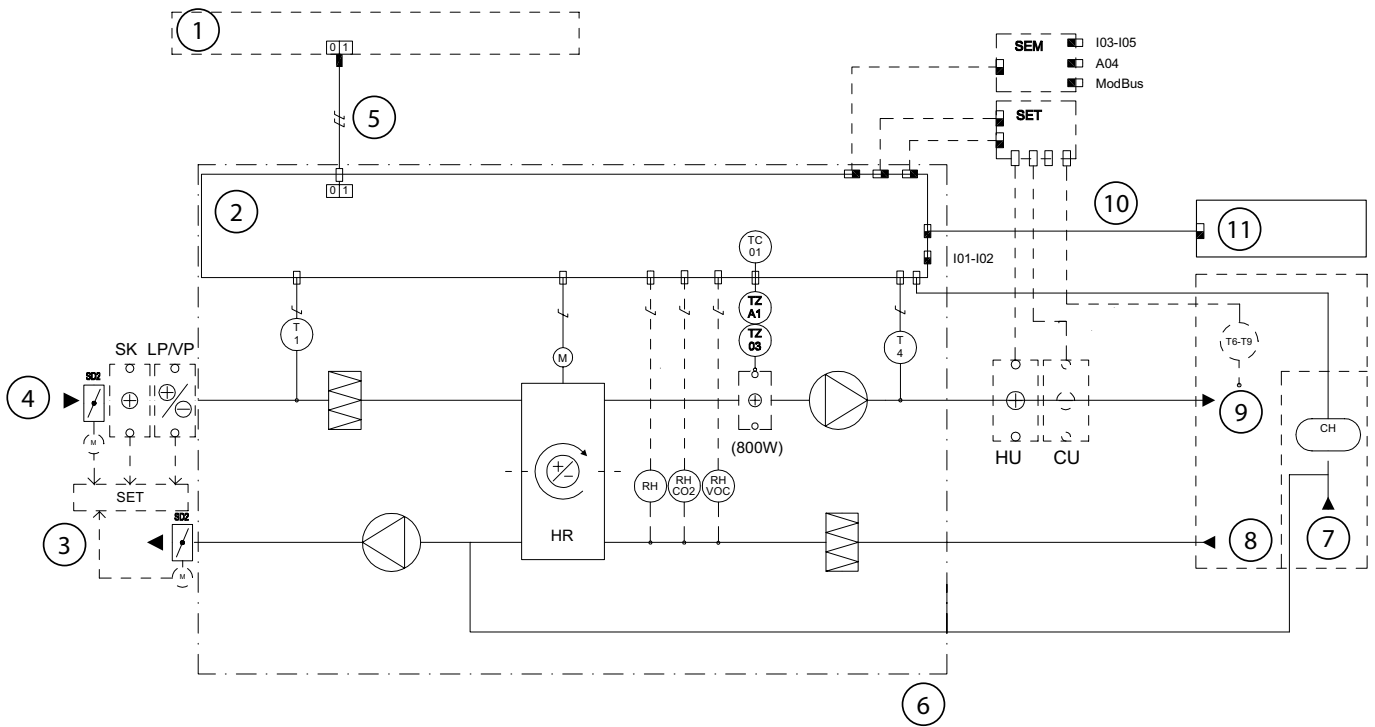 1
0 1
SEM
I03-I05
A04
ModBus
5
SET
0 1
2
10
11
TC
01
I01-I02
T
1
TZ
A1
TZ
03
T
4
T6-T9
SK
LP/VP
SD2
M
4
M
(800W)
HU
CU
9
CH
SET
SD2
RH
RH
CO2
RH
VOC
3
HR
M
8
7
6